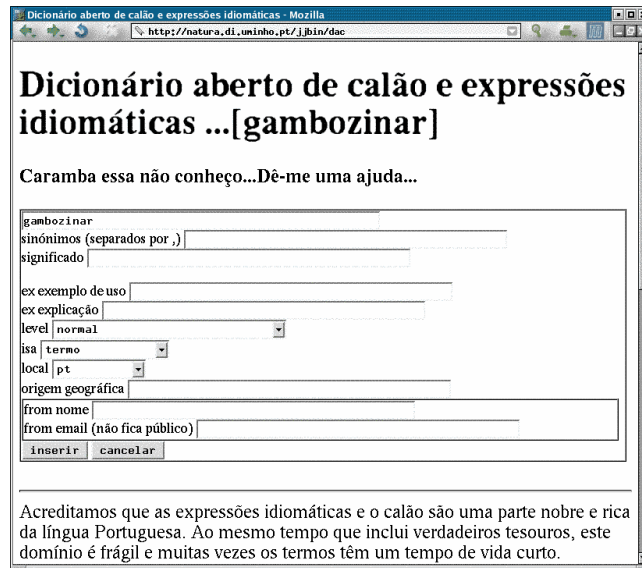 Dicionário aberto de calão e expressões idiomáticas - Mozilla
http://natura.di.uminho.pt/jjbin/dac
Dicionário aberto de calão e expressões
idiomáticas ...[gambozinar]
Caramba essa não conheço...Dê-me uma ajuda...
gambozinar
sinónimos (separados por ,)
significado
ex exemplo de uso
ex explicação
level normal
isa termo
local pt
origem geográfica
from nome
from email (não fica público)
inserir cancelar
Acreditamos que as expressões idiomáticas e o calão são uma parte nobre e rica
da língua Portuguesa. Ao mesmo tempo que inclui verdadeiros tesouros, este
domínio é frágil e muitas vezes os termos têm um tempo de vida curto.